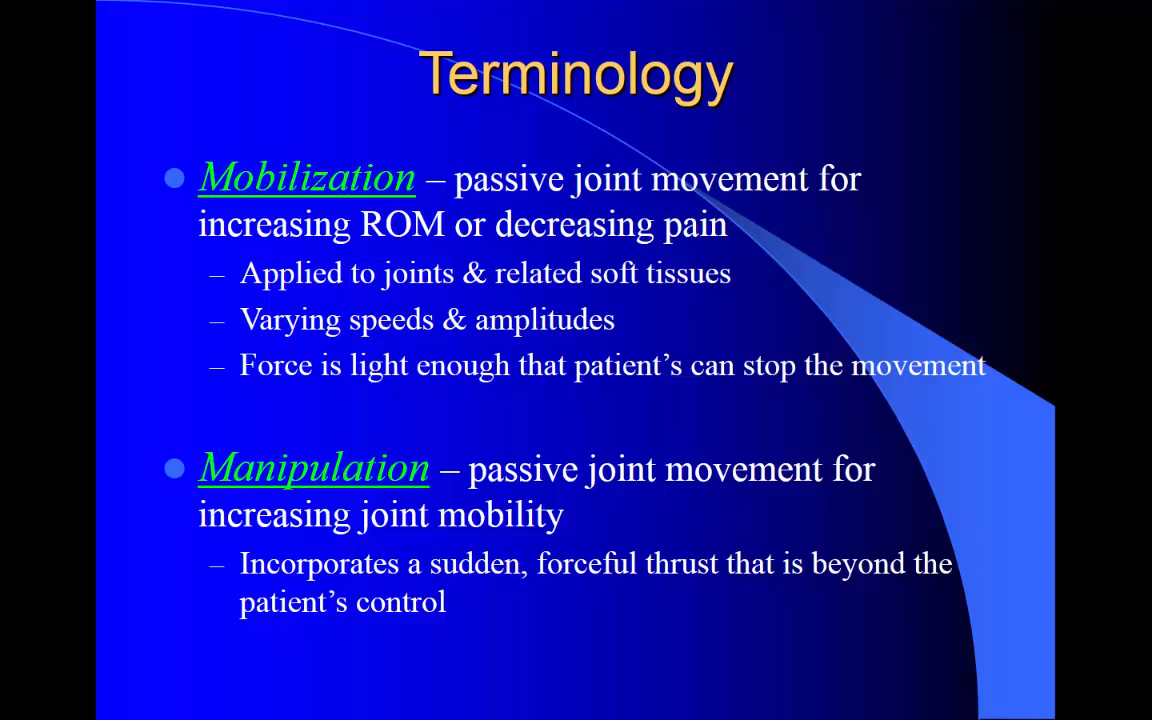 Terminology
Mobilization – passive joint movement for
increasing ROM or decreasing pain
– Applied to joints & related soft tissues
– Varying speeds & amplitudes
– Force is light enough that patient’s can stop the movement
Manipulation – passive joint movement for
increasing joint mobility
– Incorporates a sudden, forceful thrust that is beyond the
patient’s control